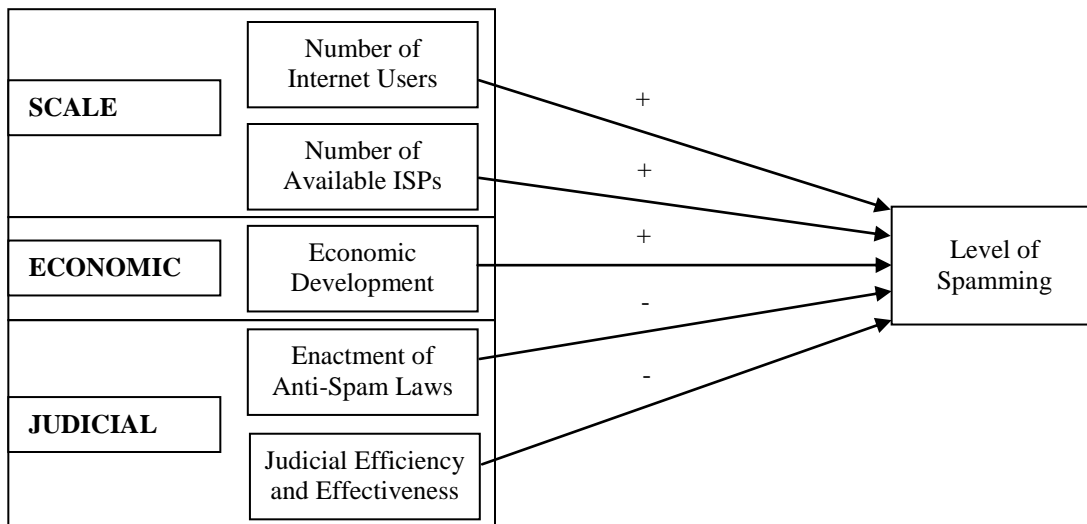 SCALE
Number of
Internet Users
+
Number of
Available ISPs
+
ECONOMIC
Economic
Development
+
Level of
Spamming
JUDICIAL
Enactment of
Anti-Spam Laws
-
Judicial Efficiency
and Effectiveness
-